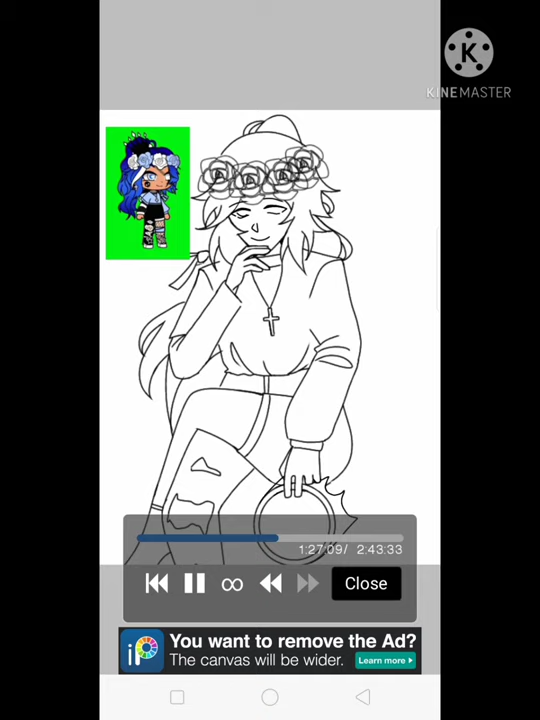 KINEMASTER
1:27:09/ 2:43:33
Close
You want to remove the Ad?
The canvas will be wider.
Learn more